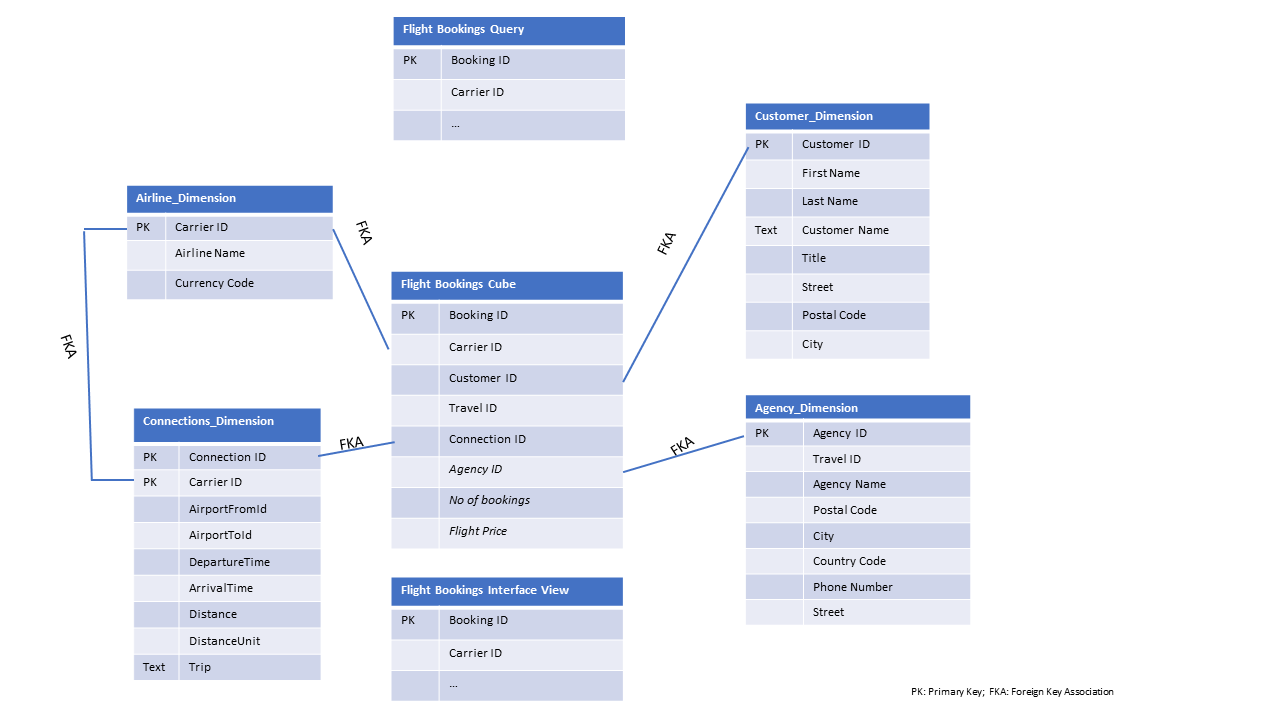 Flight Bookings Query
PK Booking ID
Carrier ID
...
Customer_Dimension
PK Customer ID
First Name
Last Name
Text Customer Name
Title
Street
Postal Code
City
Airline_Dimension
PK Carrier ID
Airline Name
Currency Code
FKA
FKA
FKA
Flight Bookings Cube
PK Booking ID
Carrier ID
Customer ID
Travel ID
Connection ID
Agency ID
No of bookings
Flight Price
Connections_Dimension
PK Connection ID
PK Carrier ID
AirportFromId
AirportToId
DepartureTime
ArrivalTime
Distance
DistanceUnit
Text Trip
FKA
FKA
Agency_Dimension
PK Agency ID
Travel ID
Agency Name
Postal Code
City
Country Code
Phone Number
Street
Flight Bookings Interface View
PK Booking ID
Carrier ID
...
PK: Primary Key; FKA: Foreign Key Association